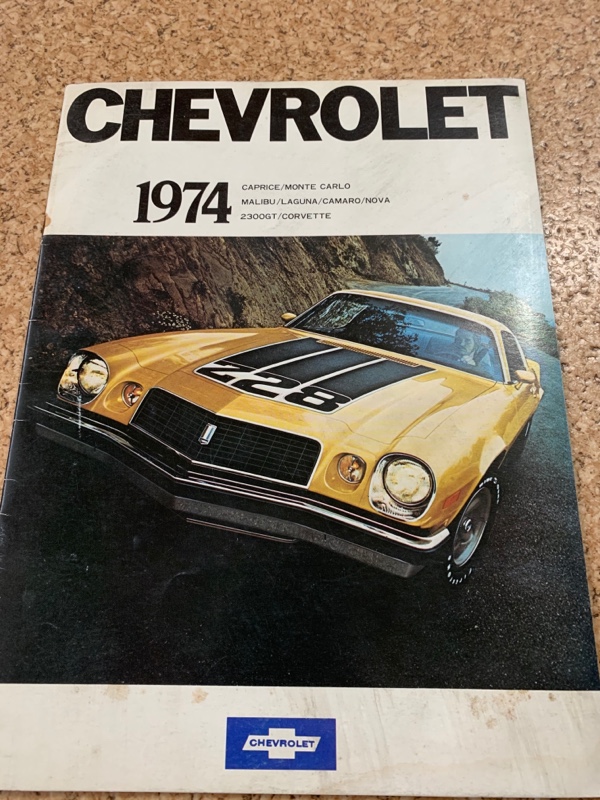 CHEVROLET
1974
CAPRICE/MONTE CARLO
MALIBU/LAGUNA/CAMARO/NOVA
2300GT/CORVETTE
Z28
CHEVROLET